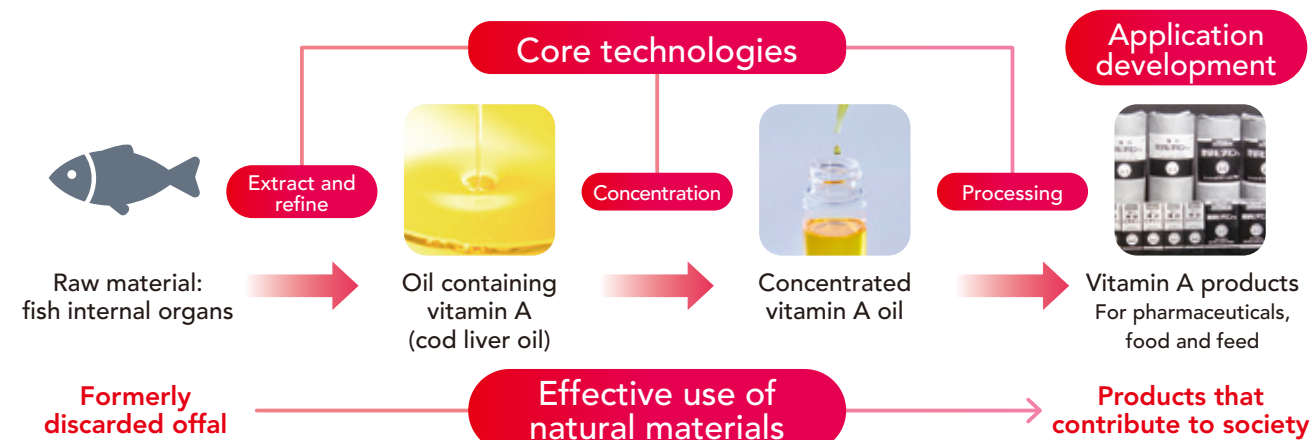 Core technologies
Application
development
Extract and
refine
Concentration
Processing
Raw material:
fish internal organs
Oil containing
vitamin A
(cod liver oil)
Concentrated
vitamin A oil
Vitamin A products
For pharmaceuticals,
food and feed
Formerly
discarded offal
Effective use of
natural materials
Products that
contribute to society